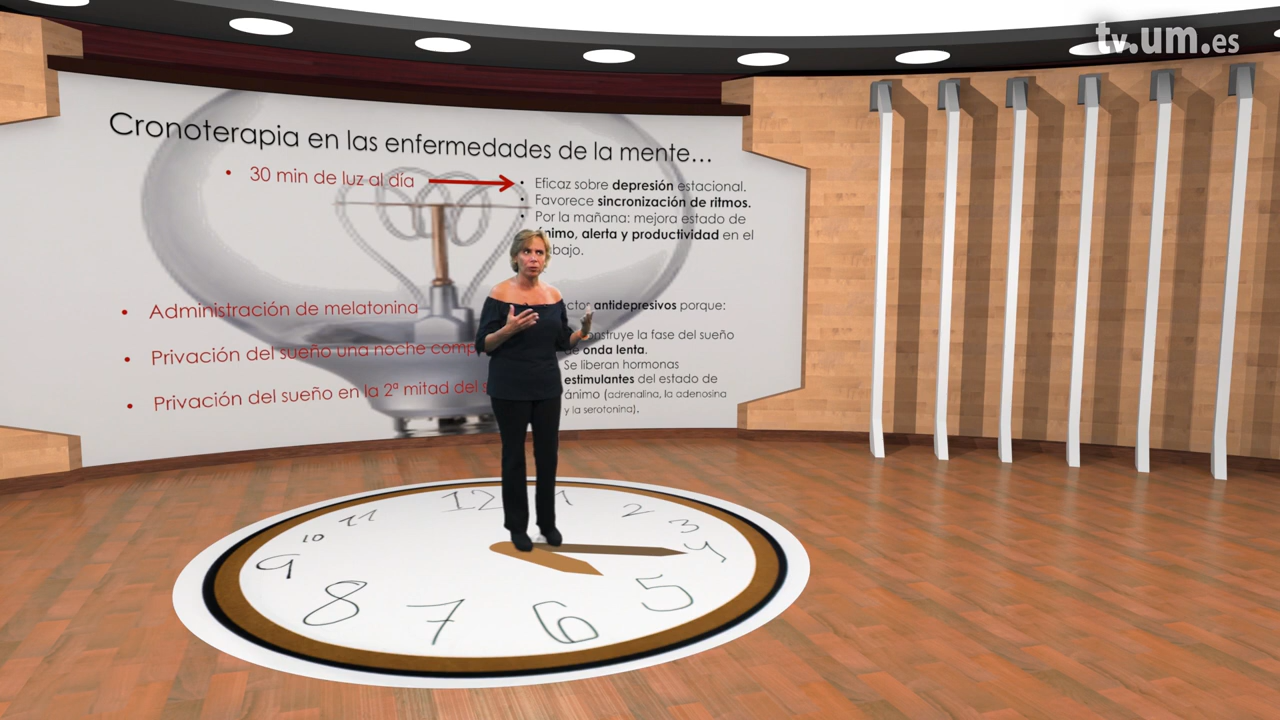 tv.um.es
Cronoterapia en las enfermedades de la mente...
• 30 min de luz al día
• Eficaz sobre depresión estacional.
• Favorece sincronización de ritmos.
• Por la mañana: mejora estado de
ánimo, alerta y productividad en el
• Administración de melatonina
• Privación del sueño una noche
• Privación del sueño en la 2ª mitad del
antidepresivos porque:
la fase del sueño
de onda lenta.
Se liberan hormonas
estimulantes del estado de
ánimo (adrenalina, la adenosina
y la serotonina).
12
1
2
3
4
5
6
7
8
9
10
11